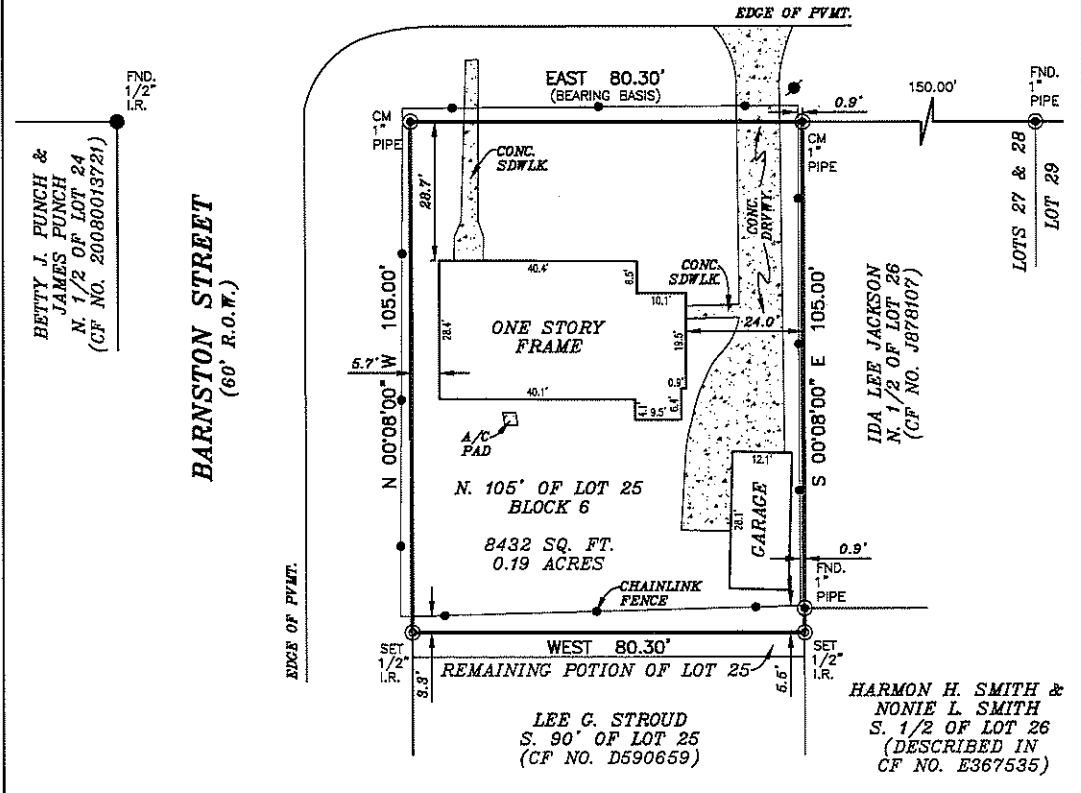 EDGE OF PVMT.
FND.
1/2"
I.R.
EAST 80.30'
(BEARING BASIS)
0.9'
150.00'
FND.
1"
PIPE
CM
1"
PIPE
CM
1"
PIPE
BETTY J. PUNCH &
JAMES PUNCH
N. 1/2 OF LOT 24
(CF NO. 20080013721)
BARNSTON STREET
(60' R.O.W.)
28.7'
CONC.
SDWLK.
CONC.
DRVWY.
LOTS 27 & 28
LOT 29
40.4'
8.5'
10.1'
CONC.
SDWLK.
24.0'
ONE STORY
FRAME
28.4'
19.5'
5.7'
N 00°08'00" W 105.00'
S 00°08'00" E 105.00'
IDA LEE JACKSON
N. 1/2 OF LOT 26
(CF NO. J878107)
40.1'
0.9'
4.1'
9.5'
6.4'
A/C
PAD
12.1'
28.1'
GARAGE
N. 105' OF LOT 25
BLOCK 6
8432 SQ. FT.
0.19 ACRES
0.9'
FND.
1"
PIPE
CHAINLINK
FENCE
EDGE OF PVMT.
SET
1/2"
I.R.
WEST 80.30'
SET
1/2"
I.R.
3.3'
REMAINING POTION OF LOT 25
5.5'
LEE G. STROUD
S. 90' OF LOT 25
(CF NO. D590659)
HARMON H. SMITH &
NONIE L. SMITH
S. 1/2 OF LOT 26
(DESCRIBED IN
CF NO. E367535)